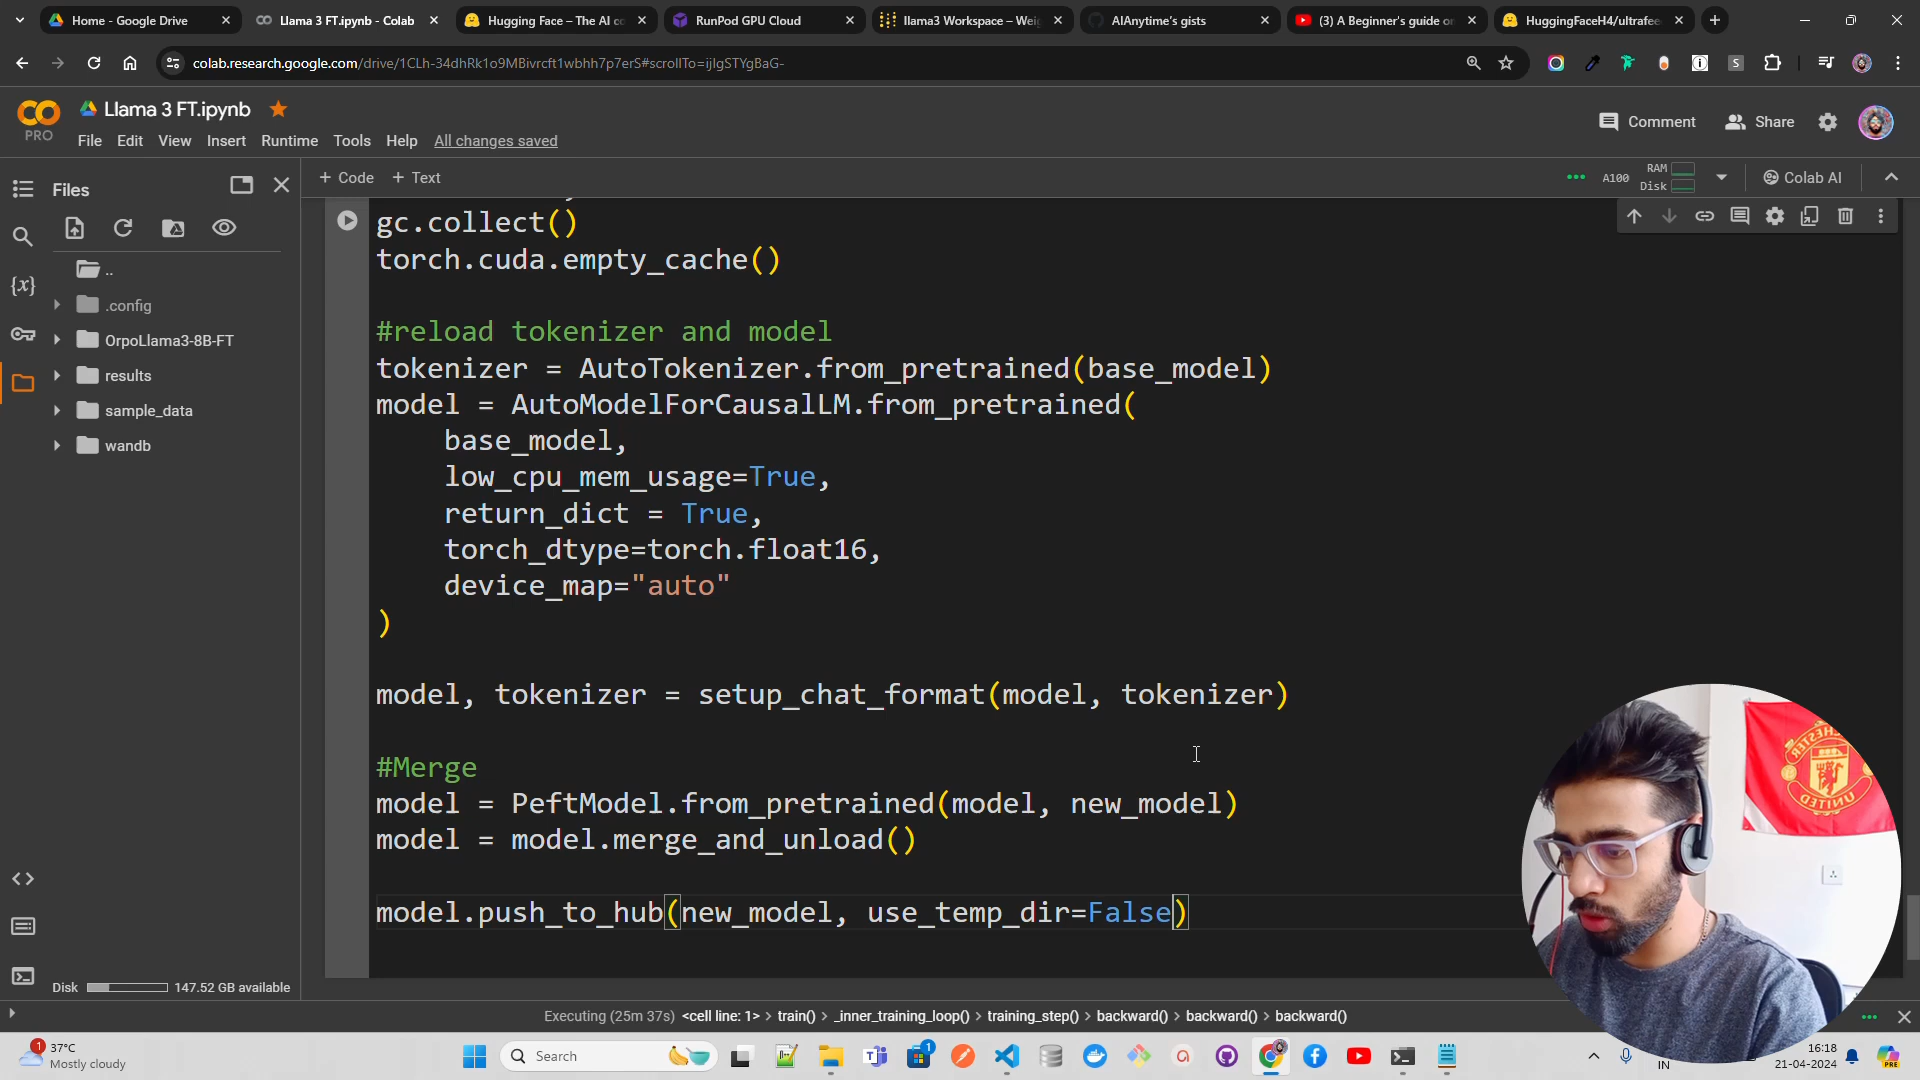 Home - Google Drive
Llama 3 FT.ipynb - Colab
Hugging Face – The AI co
RunPod GPU Cloud
llama3 Workspace – Weig
AIAnytime's gists
(3) A Beginner's guide on
HuggingFaceH4/ultrafee
colab.research.google.com/drive/1CLh-34dhRk1o9MBivrcft1wbhh7p7erS#scrollTo=ijIgSTYgBaG-
CO
PRO
Llama 3 FT.ipynb
File Edit View Insert Runtime Tools Help All changes saved
Comment
Share
Files
+ Code + Text
A100
RAM
Disk
Colab AI
..
.config
OrpoLlama3-8B-FT
results
sample_data
wandb
{x}
gc.collect()
torch.cuda.empty_cache()
#reload tokenizer and model
tokenizer = AutoTokenizer.from_pretrained(base_model)
model = AutoModelForCausalLM.from_pretrained(
base_model,
low_cpu_mem_usage=True,
return_dict = True,
torch_dtype=torch.float16,
device_map="auto"
)
model, tokenizer = setup_chat_format(model, tokenizer)
#Merge
model = PeftModel.from_pretrained(model, new_model)
model = model.merge_and_unload()
model.push_to_hub(new_model, use_temp_dir=False)
UNITED
Disk 147.52 GB available
Executing (25m 37s) <cell line: 1> > train() > _inner_training_loop() > training_step() > backward() > backward() > backward()
1
37°C
Mostly cloudy
Search
1
IN
16:18
21-04-2024
PRE